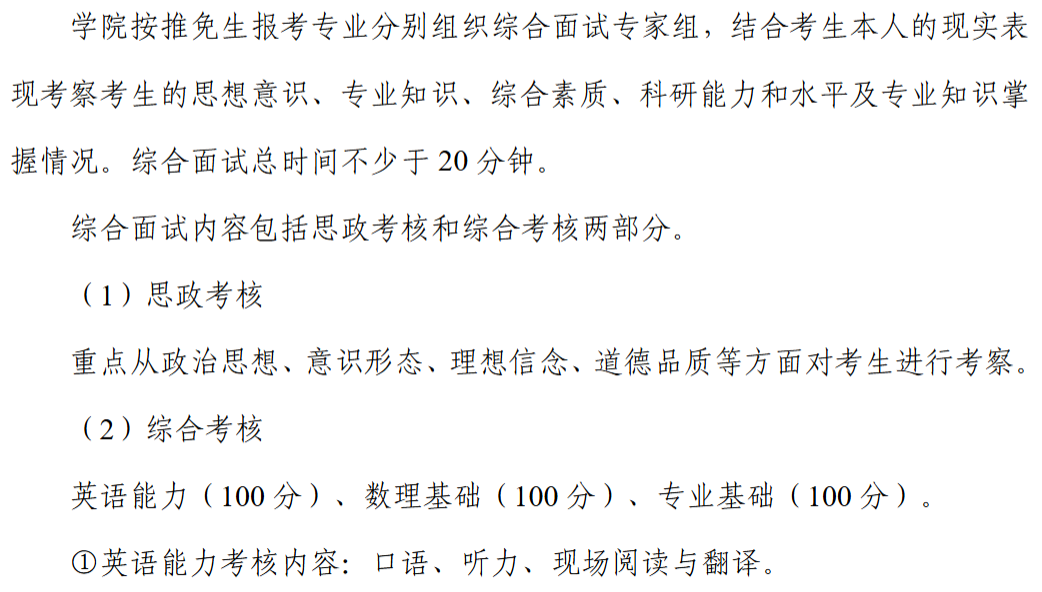 学院按推免生报考专业分别组织综合面试专家组，结合考生本人的现实表
现考察考生的思想意识、专业知识、综合素质、科研能力和水平及专业知识掌
握情况。综合面试总时间不少于 20 分钟。
综合面试内容包括思政考核和综合考核两部分。
（1）思政考核
重点从政治思想、意识形态、理想信念、道德品质等方面对考生进行考察。
（2）综合考核
英语能力（100 分）、数理基础（100 分）、专业基础（100 分）。
①英语能力考核内容：口语、听力、现场阅读与翻译。